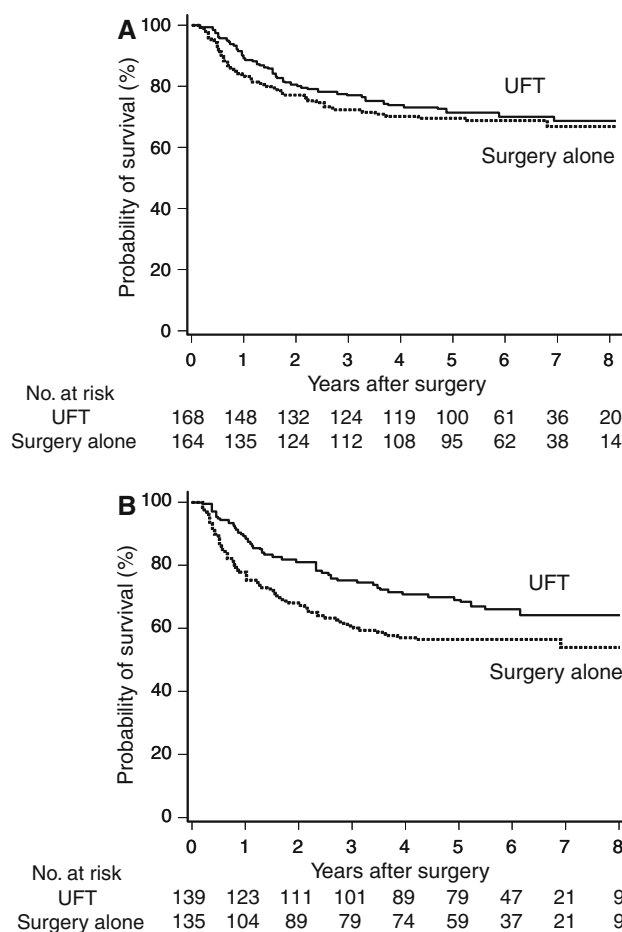 A
Probability of survival (%)
100
80
60
40
20
0
UFT
Surgery alone
0 1 2 3 4 5 6 7 8
Years after surgery
No. at risk
UFT 168 148 132 124 119 100 61 36 20
Surgery alone 164 135 124 112 108 95 62 38 14
B
Probability of survival (%)
100
80
60
40
20
0
UFT
Surgery alone
0 1 2 3 4 5 6 7 8
Years after surgery
No. at risk
UFT 139 123 111 101 89 79 47 21 9
Surgery alone 135 104 89 79 74 59 37 21 9